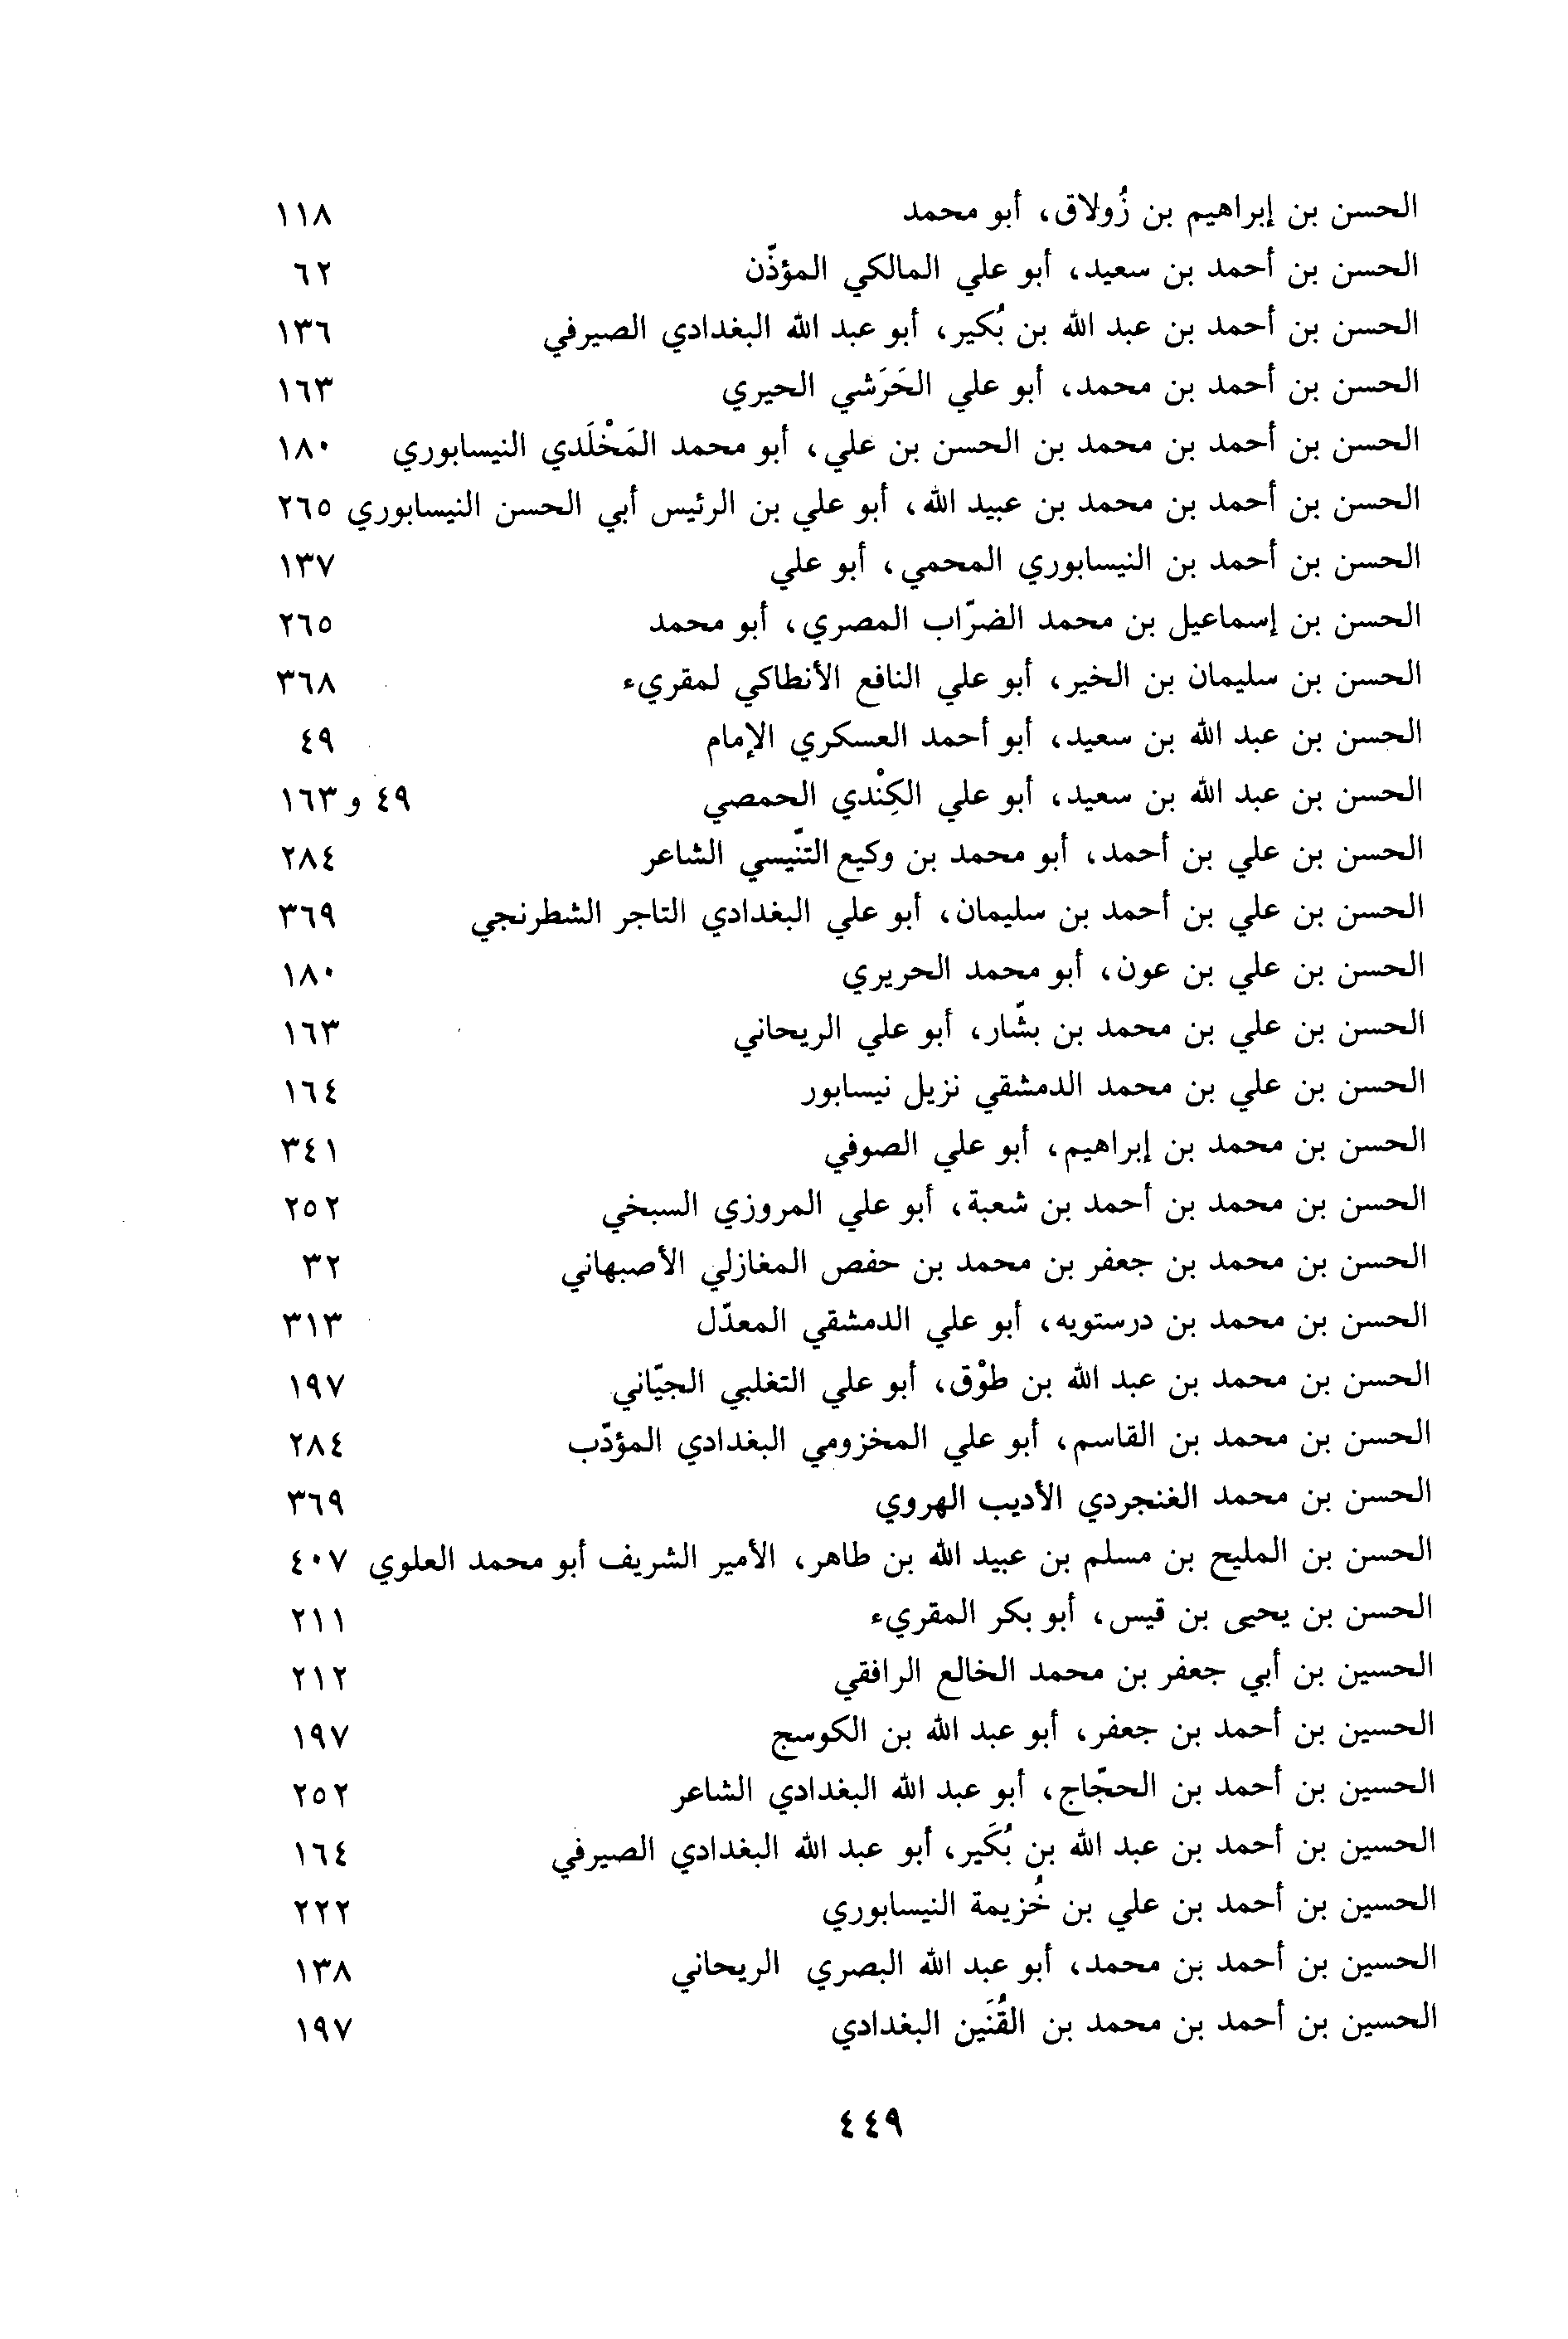 الحسن بن إبراهيم بن زُولاق، أبو محمد ١١٨
الحسن بن أحمد بن سعيد، أبو علي المالكي المؤذّن ٦٢
الحسن بن أحمد بن عبد الله بن بُكير، أبو عبد الله البغدادي الصيرفي ١٣٦
الحسن بن أحمد بن محمد، أبو علي الحَرَشي الحيري ١٦٣
الحسن بن أحمد بن محمد بن الحسن بن علي، أبو محمد المَخْلَدي النيسابوري ١٨٠
الحسن بن أحمد بن محمد بن عبيد الله، أبو علي بن الرئيس أبي الحسن النيسابوري ٢٦٥
الحسن بن أحمد بن النيسابوري المحمي، أبو علي ١٣٧
الحسن بن إسماعيل بن محمد الضرّاب المصري، أبو محمد ٢٦٥
الحسن بن سليمان بن الخير، أبو علي النافع الأنطاكي لمقريء ٣٦٨
الحسن بن عبد الله بن سعيد، أبو أحمد العسكري الإمام ٤٩
الحسن بن عبد الله بن سعيد، أبو علي الكِنْدي الحمصي ٤٩ و ١٦٣
الحسن بن علي بن أحمد، أبو محمد بن وكيع التنّيسي الشاعر ٢٨٤
الحسن بن علي بن أحمد بن سليمان، أبو علي البغدادي التاجر الشطرنجي ٣٦٩
الحسن بن علي بن عون، أبو محمد الحريري ١٨٠
الحسن بن علي بن محمد بن بشّار، أبو علي الريحاني ١٦٣
الحسن بن علي بن محمد الدمشقي نزيل نيسابور ١٦٤
الحسن بن محمد بن إبراهيم، أبو علي الصوفي ٣٤١
الحسن بن محمد بن أحمد بن شعبة، أبو علي المروزي السبخي ٢٥٢
الحسن بن محمد بن جعفر بن محمد بن حفص المغازلي الأصبهاني ٣٢
الحسن بن محمد بن درستويه، أبو علي الدمشقي المعدّل ٣١٣
الحسن بن محمد بن عبد الله بن طوْق، أبو علي التغلبي الجيّاني ١٩٧
الحسن بن محمد بن القاسم، أبو علي المخزومي البغدادي المؤدّب ٢٨٤
الحسن بن محمد الغنجردي الأديب الهروي ٣٦٩
الحسن بن المليح بن مسلم بن عبيد الله بن طاهر، الأمير الشريف أبو محمد العلوي ٤٠٧
الحسن بن يحيى بن قيس، أبو بكر المقريء ٢١١
الحسين بن أبي جعفر بن محمد الخالع الرافقي ٢١٢
الحسين بن أحمد بن جعفر، أبو عبد الله بن الكوسج ١٩٧
الحسين بن أحمد بن الحجّاج، أبو عبد الله البغدادي الشاعر ٢٥٢
الحسين بن أحمد بن عبد الله بن بُكَير، أبو عبد الله البغدادي الصيرفي ١٦٤
الحسين بن أحمد بن علي بن خُزيمة النيسابوري ٢٢٢
الحسين بن أحمد بن محمد، أبو عبد الله البصري الريحاني ١٣٨
الحسين بن أحمد بن محمد بن القُنَين البغدادي ١٩٧
٤٤٩